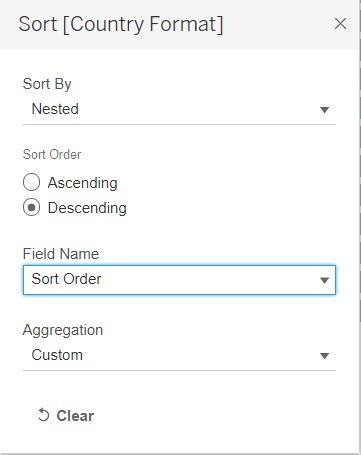 Sort [Country Format]
Sort By
Nested
Sort Order
Ascending
Descending
Field Name
Sort Order
Aggregation
Custom
Clear